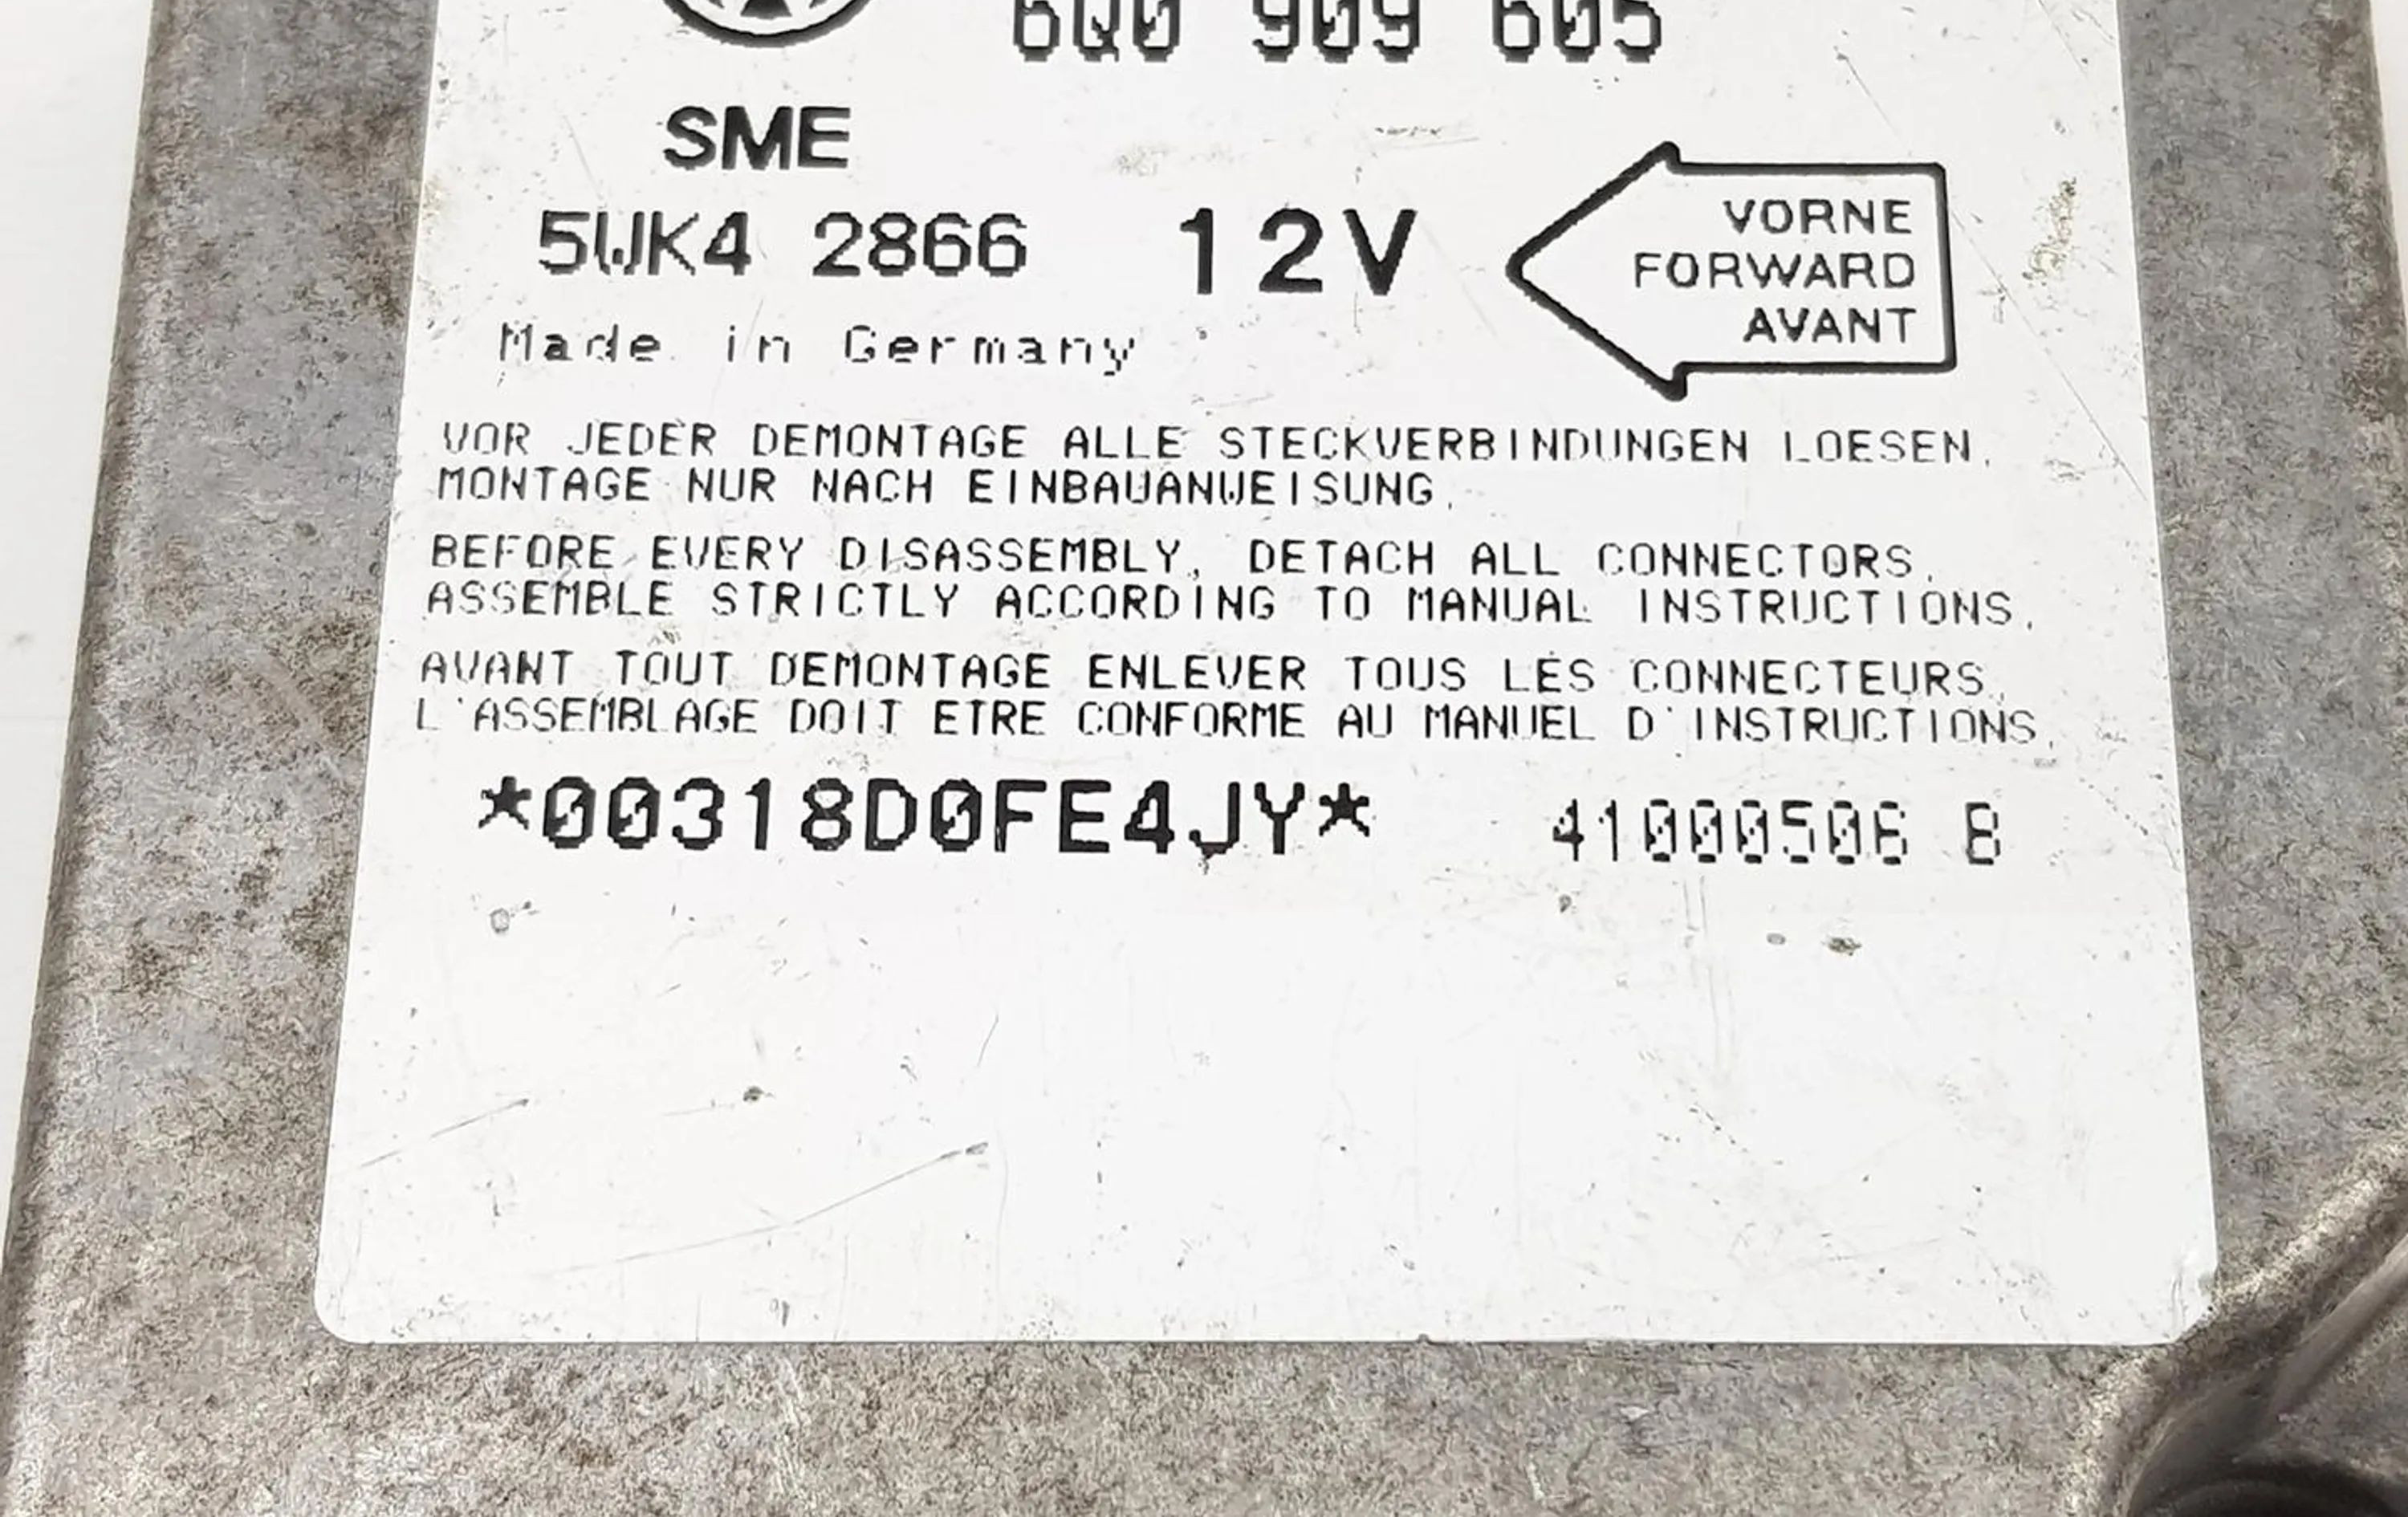 6Q0 909 605
SME
5WK4 2866 12V
VORNE
FORWARD
AVANT
Made in Germany
VOR JEDER DEMONTAGE ALLE STECKVERBINDUNGEN LOESEN.
MONTAGE NUR NACH EINBAUANWEISUNG.
BEFORE EVERY DISASSEMBLY, DETACH ALL CONNECTORS.
ASSEMBLE STRICTLY ACCORDING TO MANUAL INSTRUCTIONS.
AVANT TOUT DEMONTAGE ENLEVER TOUS LES CONNECTEURS.
L'ASSEMBLAGE DOIT ETRE CONFORME AU MANUEL D'INSTRUCTIONS.
*00318D0FE4JY* 41000506 B